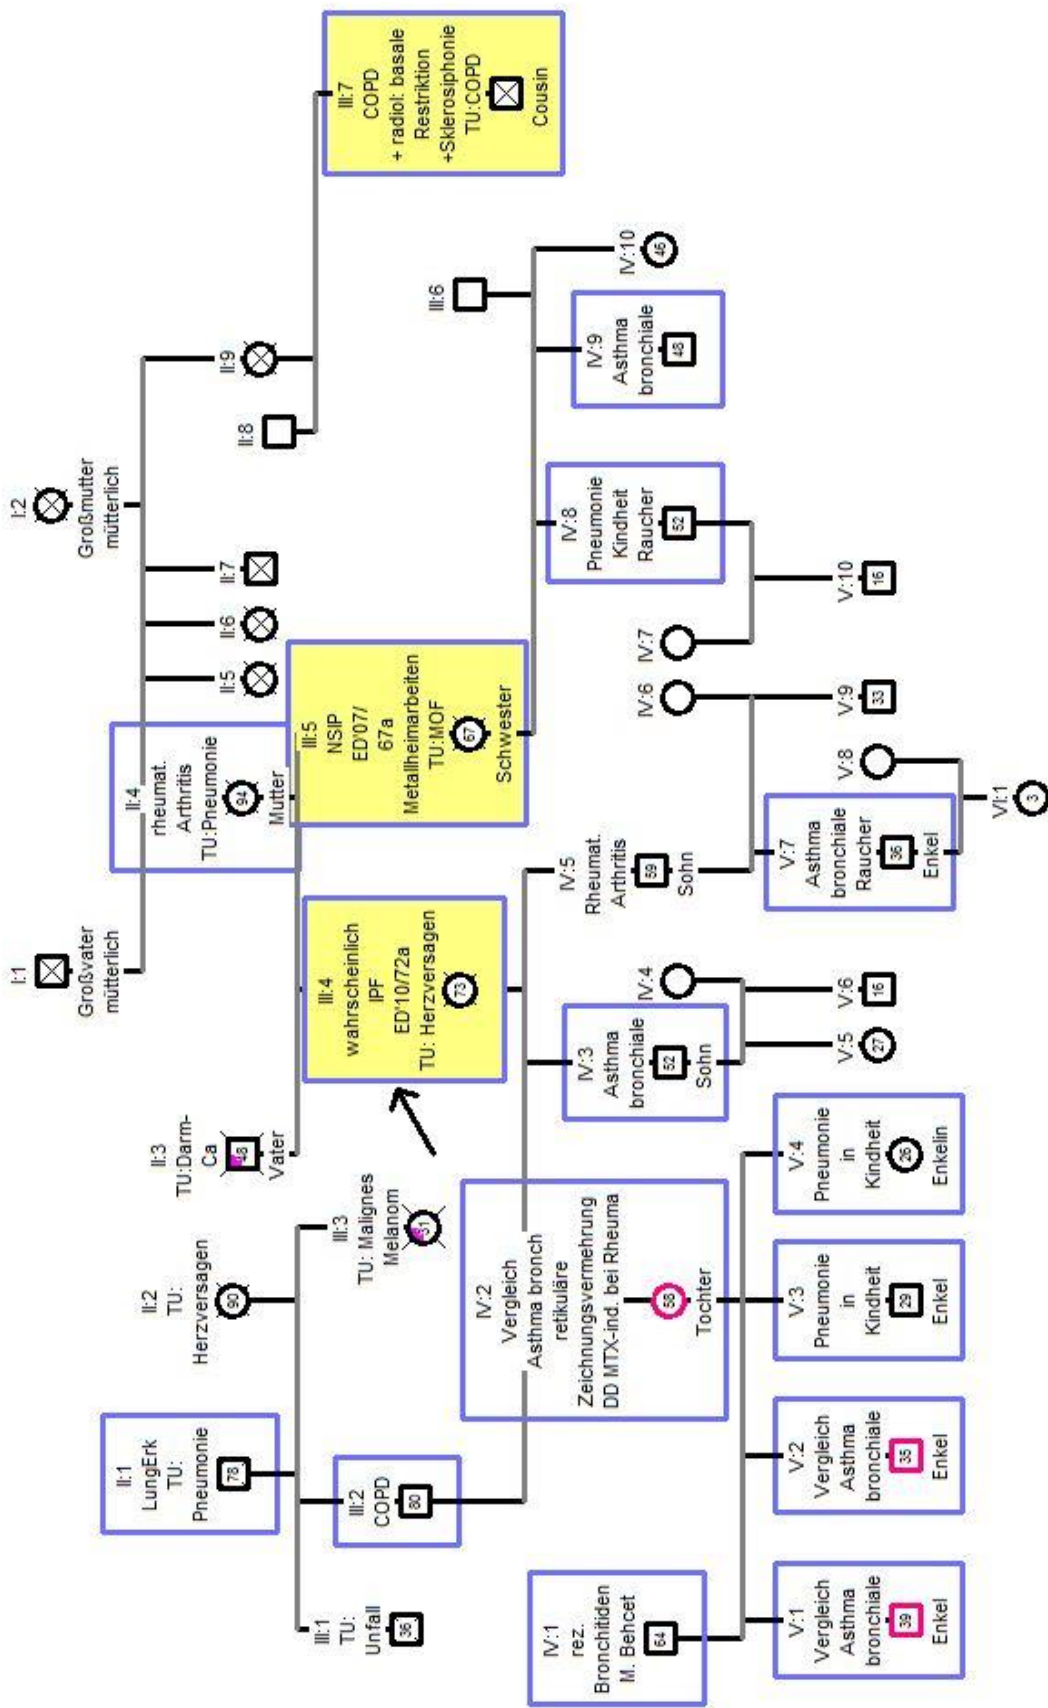 I:1
Großvater
mütterlich
I:2
Großmutter
mütterlich
II:1
LungErk
TU:
Pneumonie
78
II:2
TU:
Herzversagen
90
II:3
TU:Darm-
Ca
48
Vater
II:4
rheumat.
Arthritis
TU:Pneumonie
94
Mutter
II:5
II:6
II:7
II:8
II:9
III:1
TU:
Unfall
36
III:2
COPD
80
III:3
TU: Malignes
Melanom
31
III:4
wahrscheinlich
IPF
ED'10/72a
TU: Herzversagen
73
III:5
NSIP
ED'07/
67a
Metallheimarbeiten
TU:MOF
67
Schwester
III:6
III:7
COPD
+ radiol: basale
Restriktion
+Sklerosiphonie
TU:COPD
Cousin
IV:1
rez.
Bronchitiden
M. Behcet
64
IV:2
Vergleich
Asthma bronch
retikuläre
Zeichnungsvermehrung
DD MTX-ind. bei Rheuma
Tochter
IV:3
Asthma
bronchiale
52
Sohn
IV:4
IV:5
Rheumat.
Arthritis
59
Sohn
IV:6
IV:7
IV:8
Pneumonie
Kindheit
Raucher
52
IV:9
Asthma
bronchiale
48
IV:10
46
V:1
Vergleich
Asthma
bronchiale
39
Enkel
V:2
Vergleich
Asthma
bronchiale
35
Enkel
V:3
Pneumonie
in
Kindheit
29
Enkel
V:4
Pneumonie
in
Kindheit
26
Enkelin
V:5
27
V:6
16
V:7
Asthma
bronchiale
Raucher
36
Enkel
V:8
V:9
33
V:10
16
VI:1
3